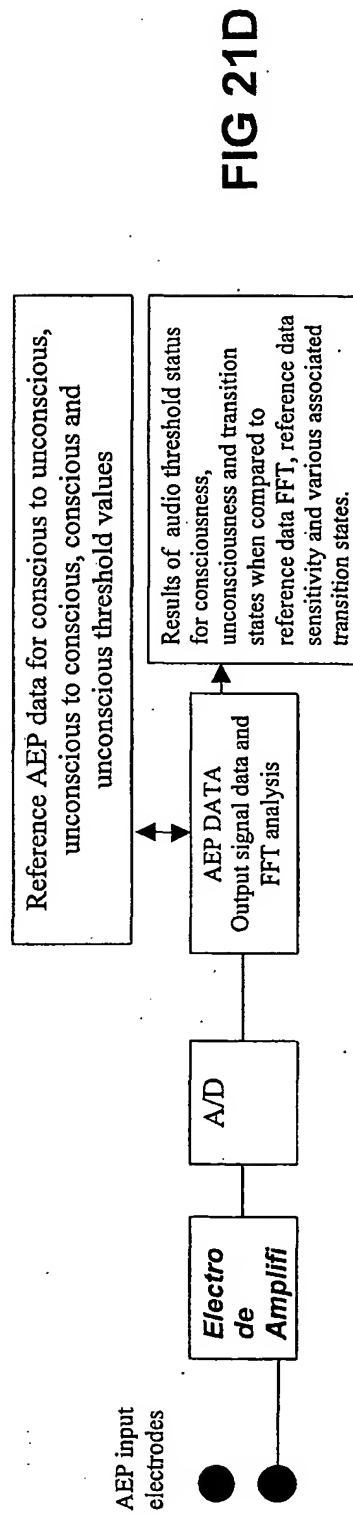 AEP input
electrodes
Electro
de
Amplifi
A/D
AEP DATA
Output signal data and
FFT analysis
Reference AEP data for conscious to unconscious,
unconscious to conscious, conscious and
unconscious threshold values
Results of audio threshold status
for consciousness,
unconsciousness and transition
states when compared to
reference data FFT, reference data
sensitivity and various associated
transition states.
FIG 21D